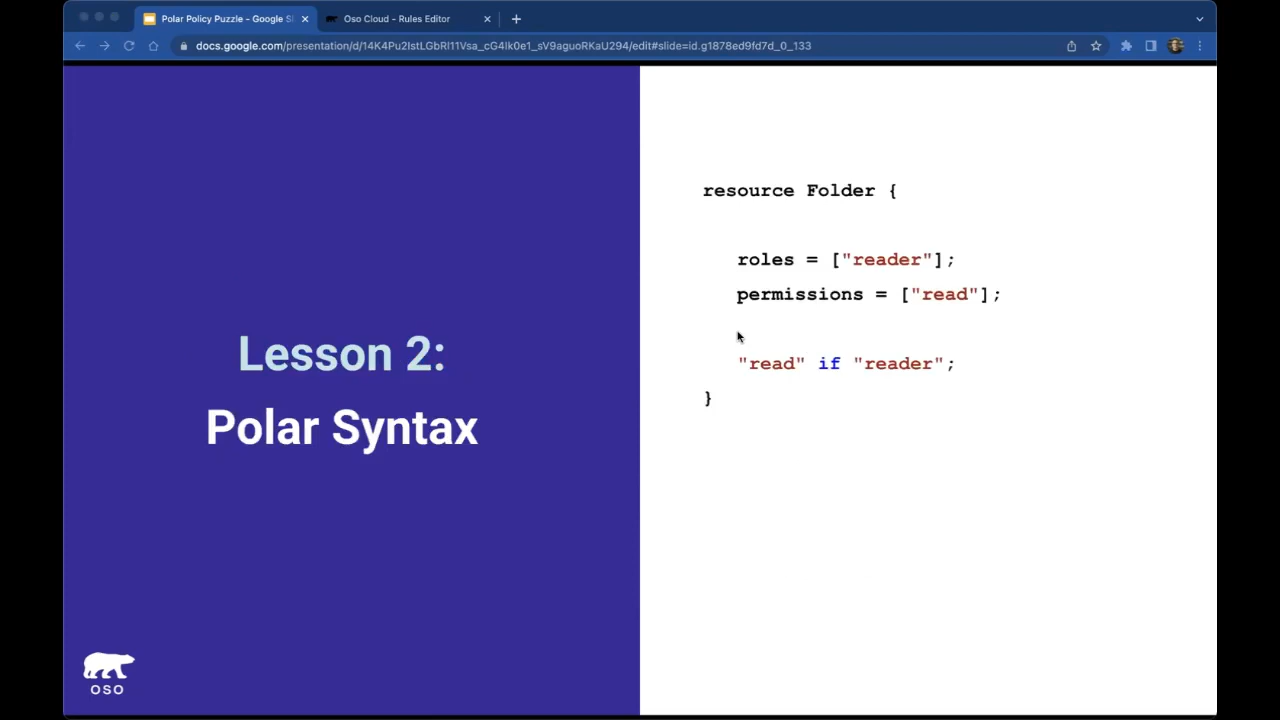 Polar Policy Puzzle - Google Sl
Oso Cloud - Rules Editor
docs.google.com/presentation/d/14K4Pu2IstLGbRl11Vsa_cG4Ik0e1_sV9aguoRKaU294/edit#slide=id.g1878ed9fd7d_0_133
Lesson 2:
Polar Syntax
OSO
resource Folder {
roles = ["reader"];
permissions = ["read"];
"read" if "reader";
}